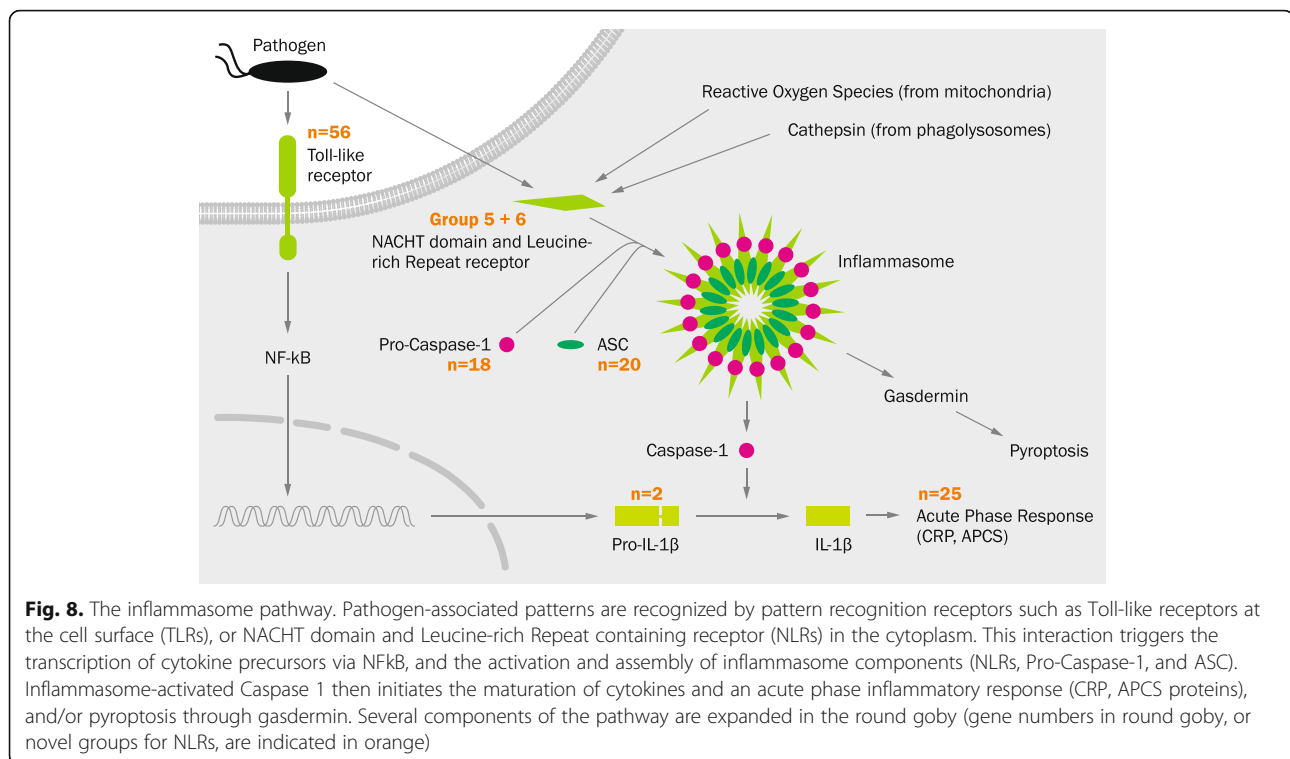 Pathogen
Reactive Oxygen Species (from mitochondria)
Cathepsin (from phagolysosomes)
n=56
Toll-like
receptor
Group 5 + 6
NACHT domain and Leucine-
rich Repeat receptor
Inflammasome
Pro-Caspase-1
n=18
ASC
n=20
NF-kB
Gasdermin
Caspase-1
Pyroptosis
n=2
Pro-IL-1β
IL-1β
n=25
Acute Phase Response
(CRP, APCS)
Fig. 8. The inflammasome pathway. Pathogen-associated patterns are recognized by pattern recognition receptors such as Toll-like receptors at
the cell surface (TLRs), or NACHT domain and Leucine-rich Repeat containing receptor (NLRs) in the cytoplasm. This interaction triggers the
transcription of cytokine precursors via NFkB, and the activation and assembly of inflammasome components (NLRs, Pro-Caspase-1, and ASC).
Inflammasome-activated Caspase 1 then initiates the maturation of cytokines and an acute phase inflammatory response (CRP, APCS proteins),
and/or pyroptosis through gasdermin. Several components of the pathway are expanded in the round goby (gene numbers in round goby, or
novel groups for NLRs, are indicated in orange)